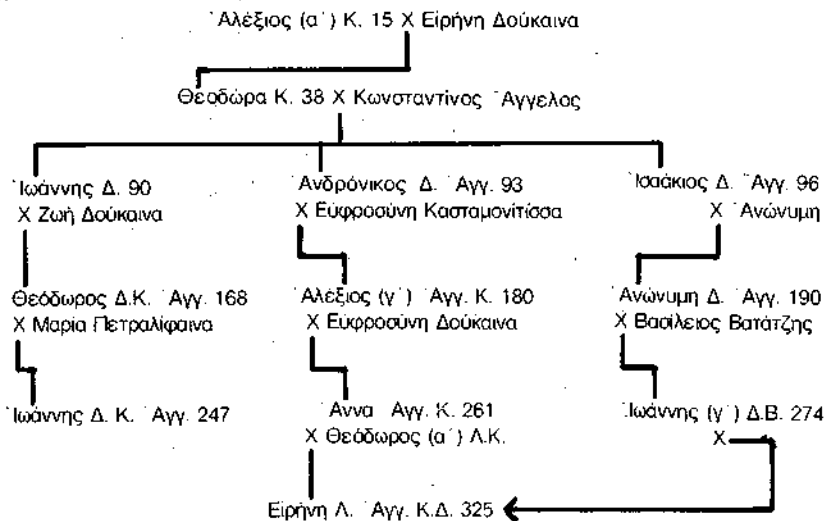 Ἀλέξιος (α΄) Κ. 15 Χ Εἰρήνη Δούκαινα
Θεοδώρα Κ. 38 Χ Κωνσταντῖνος Ἄγγελος
Ἰωάννης Δ. 90 Ἀνδρόνικος Δ. Ἀγγ. 93 Ἰσαάκιος Δ. Ἀγγ. 96
Χ Ζωή Δούκαινα Χ Εὐφροσύνη Κασταμονίτισσα Χ Ἀνώνυμη
Θεόδωρος Δ.Κ. Ἀγγ. 168 Ἀλέξιος (γ΄) Ἀγγ. Κ. 180 Ἀνώνυμη Δ. Ἀγγ. 190
Χ Μαρία Πετραλίφαινα Χ Εὐφροσύνη Δούκαινα Χ Βασίλειος Βατάτζης
Ἰωάννης Δ. Κ. Ἀγγ. 247 Ἄννα Ἀγγ. Κ. 261 Ἰωάννης (γ΄) Δ.Β. 274
Χ Θεόδωρος (α΄) Λ.Κ. Χ
Εἰρήνη Λ. Ἀγγ. Κ.Δ. 325